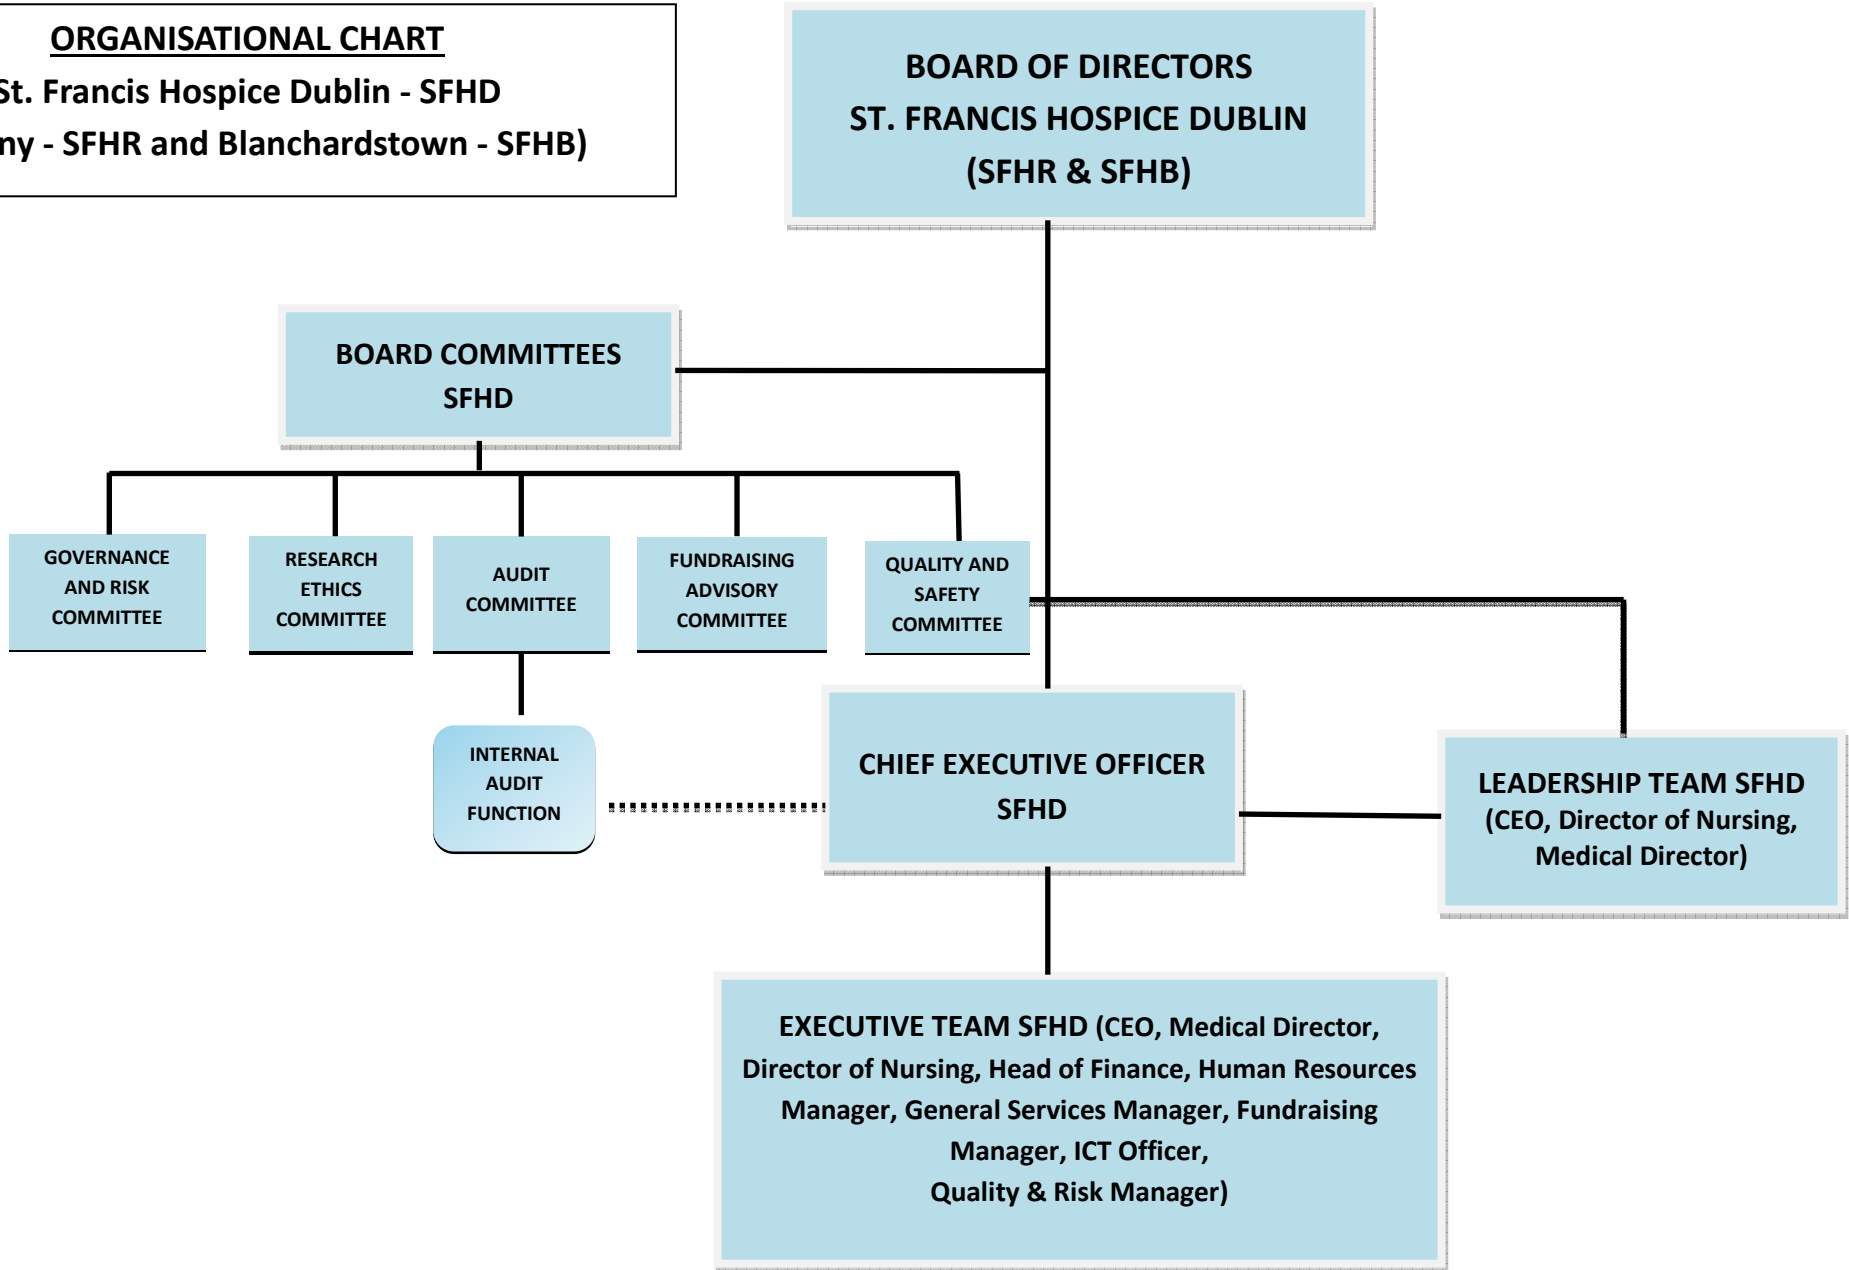 ORGANISATIONAL CHART
St. Francis Hospice Dublin - SFHD
- SFHR and Blanchardstown - SFHB)
BOARD OF DIRECTORS
ST. FRANCIS HOSPICE DUBLIN
(SFHR & SFHB)
BOARD COMMITTEES
SFHD
GOVERNANCE
AND RISK
COMMITTEE
RESEARCH
ETHICS
COMMITTEE
AUDIT
COMMITTEE
FUNDRAISING
ADVISORY
COMMITTEE
QUALITY AND
SAFETY
COMMITTEE
INTERNAL
AUDIT
FUNCTION
CHIEF EXECUTIVE OFFICER
SFHD
LEADERSHIP TEAM SFHD
(CEO, Director of Nursing,
Medical Director)
EXECUTIVE TEAM SFHD (CEO, Medical Director,
Director of Nursing, Head of Finance, Human Resources
Manager, General Services Manager, Fundraising
Manager, ICT Officer,
Quality & Risk Manager)